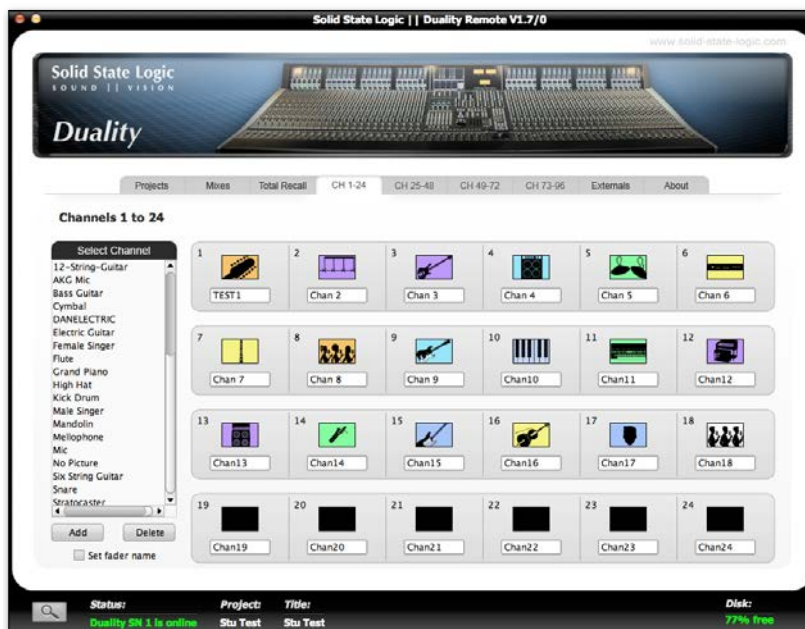 Solid State Logic || Duality Remote V1.7/0
www.solid-state-logic.com
Solid State Logic
SOUND || VISION
Duality
Projects Mixes Total Recall CH 1-24 CH 25-48 CH 49-72 CH 73-96 Externals About
Channels 1 to 24
Select Channel
12-String-Guitar
AKG Mic
Bass Guitar
Cymbal
DANELECTRIC
Electric Guitar
Female Singer
Flute
Grand Piano
High Hat
Kick Drum
Male Singer
Mandolin
Mellophone
Mic
No Picture
Six String Guitar
Snare
Stratocaster
Add Delete
Set fader name
1 2 3 4 5 6
TEST1 Chan 2 Chan 3 Chan 4 Chan 5 Chan 6
7 8 9 10 11 12
Chan 7 Chan 8 Chan 9 Chan10 Chan11 Chan12
13 14 15 16 17 18
Chan13 Chan14 Chan15 Chan16 Chan17 Chan18
19 20 21 22 23 24
Chan19 Chan20 Chan21 Chan22 Chan23 Chan24
Status: Project: Title: Disk:
Duality SN 1 is online Stu Test Stu Test 77% free